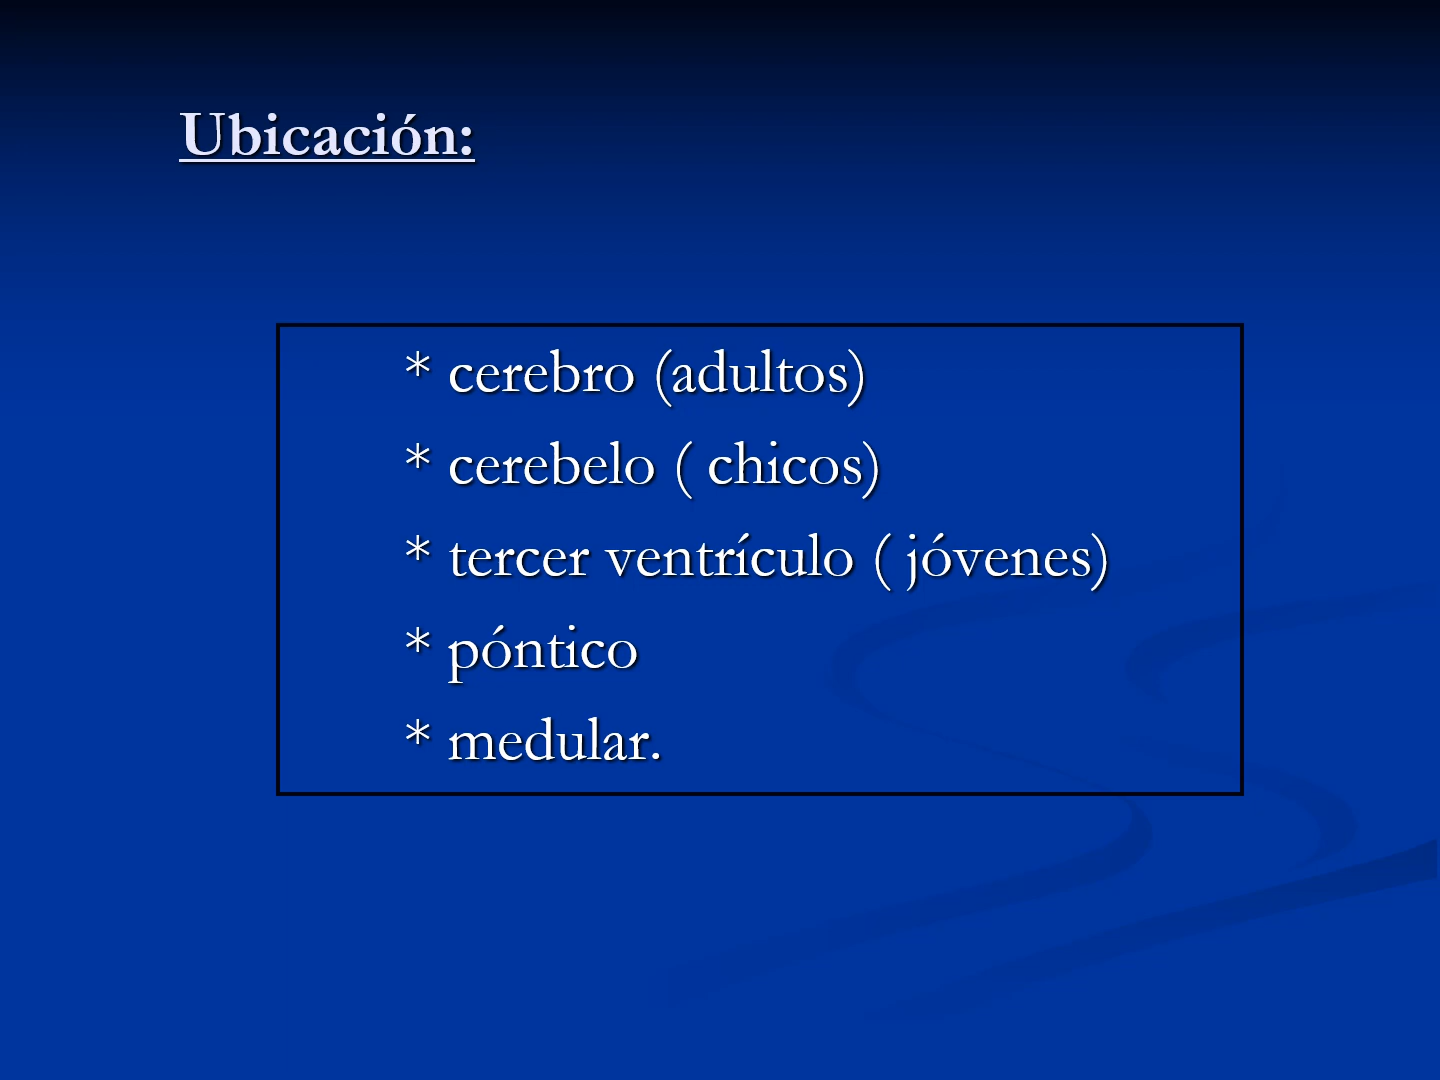 Ubicación:
* cerebro (adultos)
* cerebelo ( chicos)
* tercer ventrículo ( jóvenes)
* póntico
* medular.